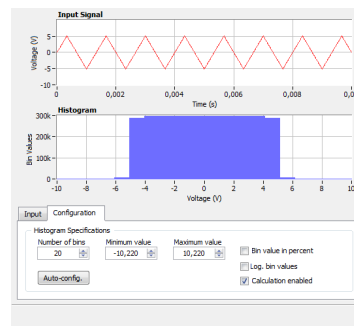 Input Signal
Voltage (V)
5
0
-5
-10
0 0,002 0,004 0,006 0,008 0,0
Time (s)
Histogram
Bin Values
300k
200k
100k
0
-10 -8 -6 -4 -2 0 2 4 6 8 10
Voltage (V)
Input Configuration
Histogram Specifications
Number of bins Minimum value Maximum value
20 -10,220 10,220
Bin value in percent
Log. bin values
Auto-config.
Calculation enabled